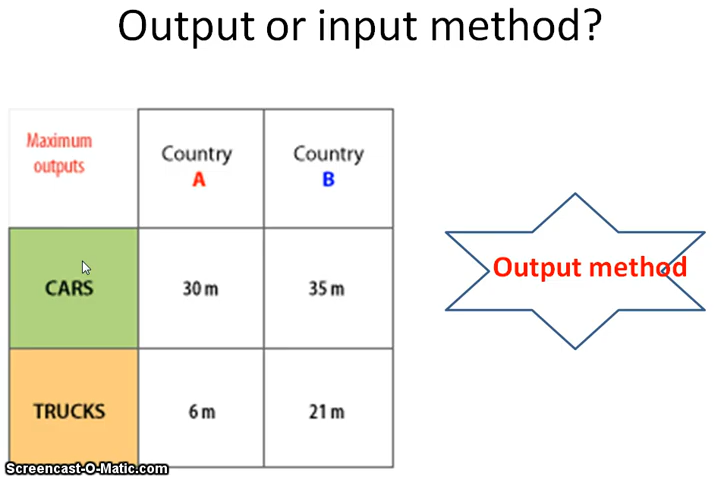 Output or input method?
Maximum
outputs
Country
A
Country
B
CARS
30 m
35 m
TRUCKS
6 m
21 m
Output method
Screencast-O-Matic.com